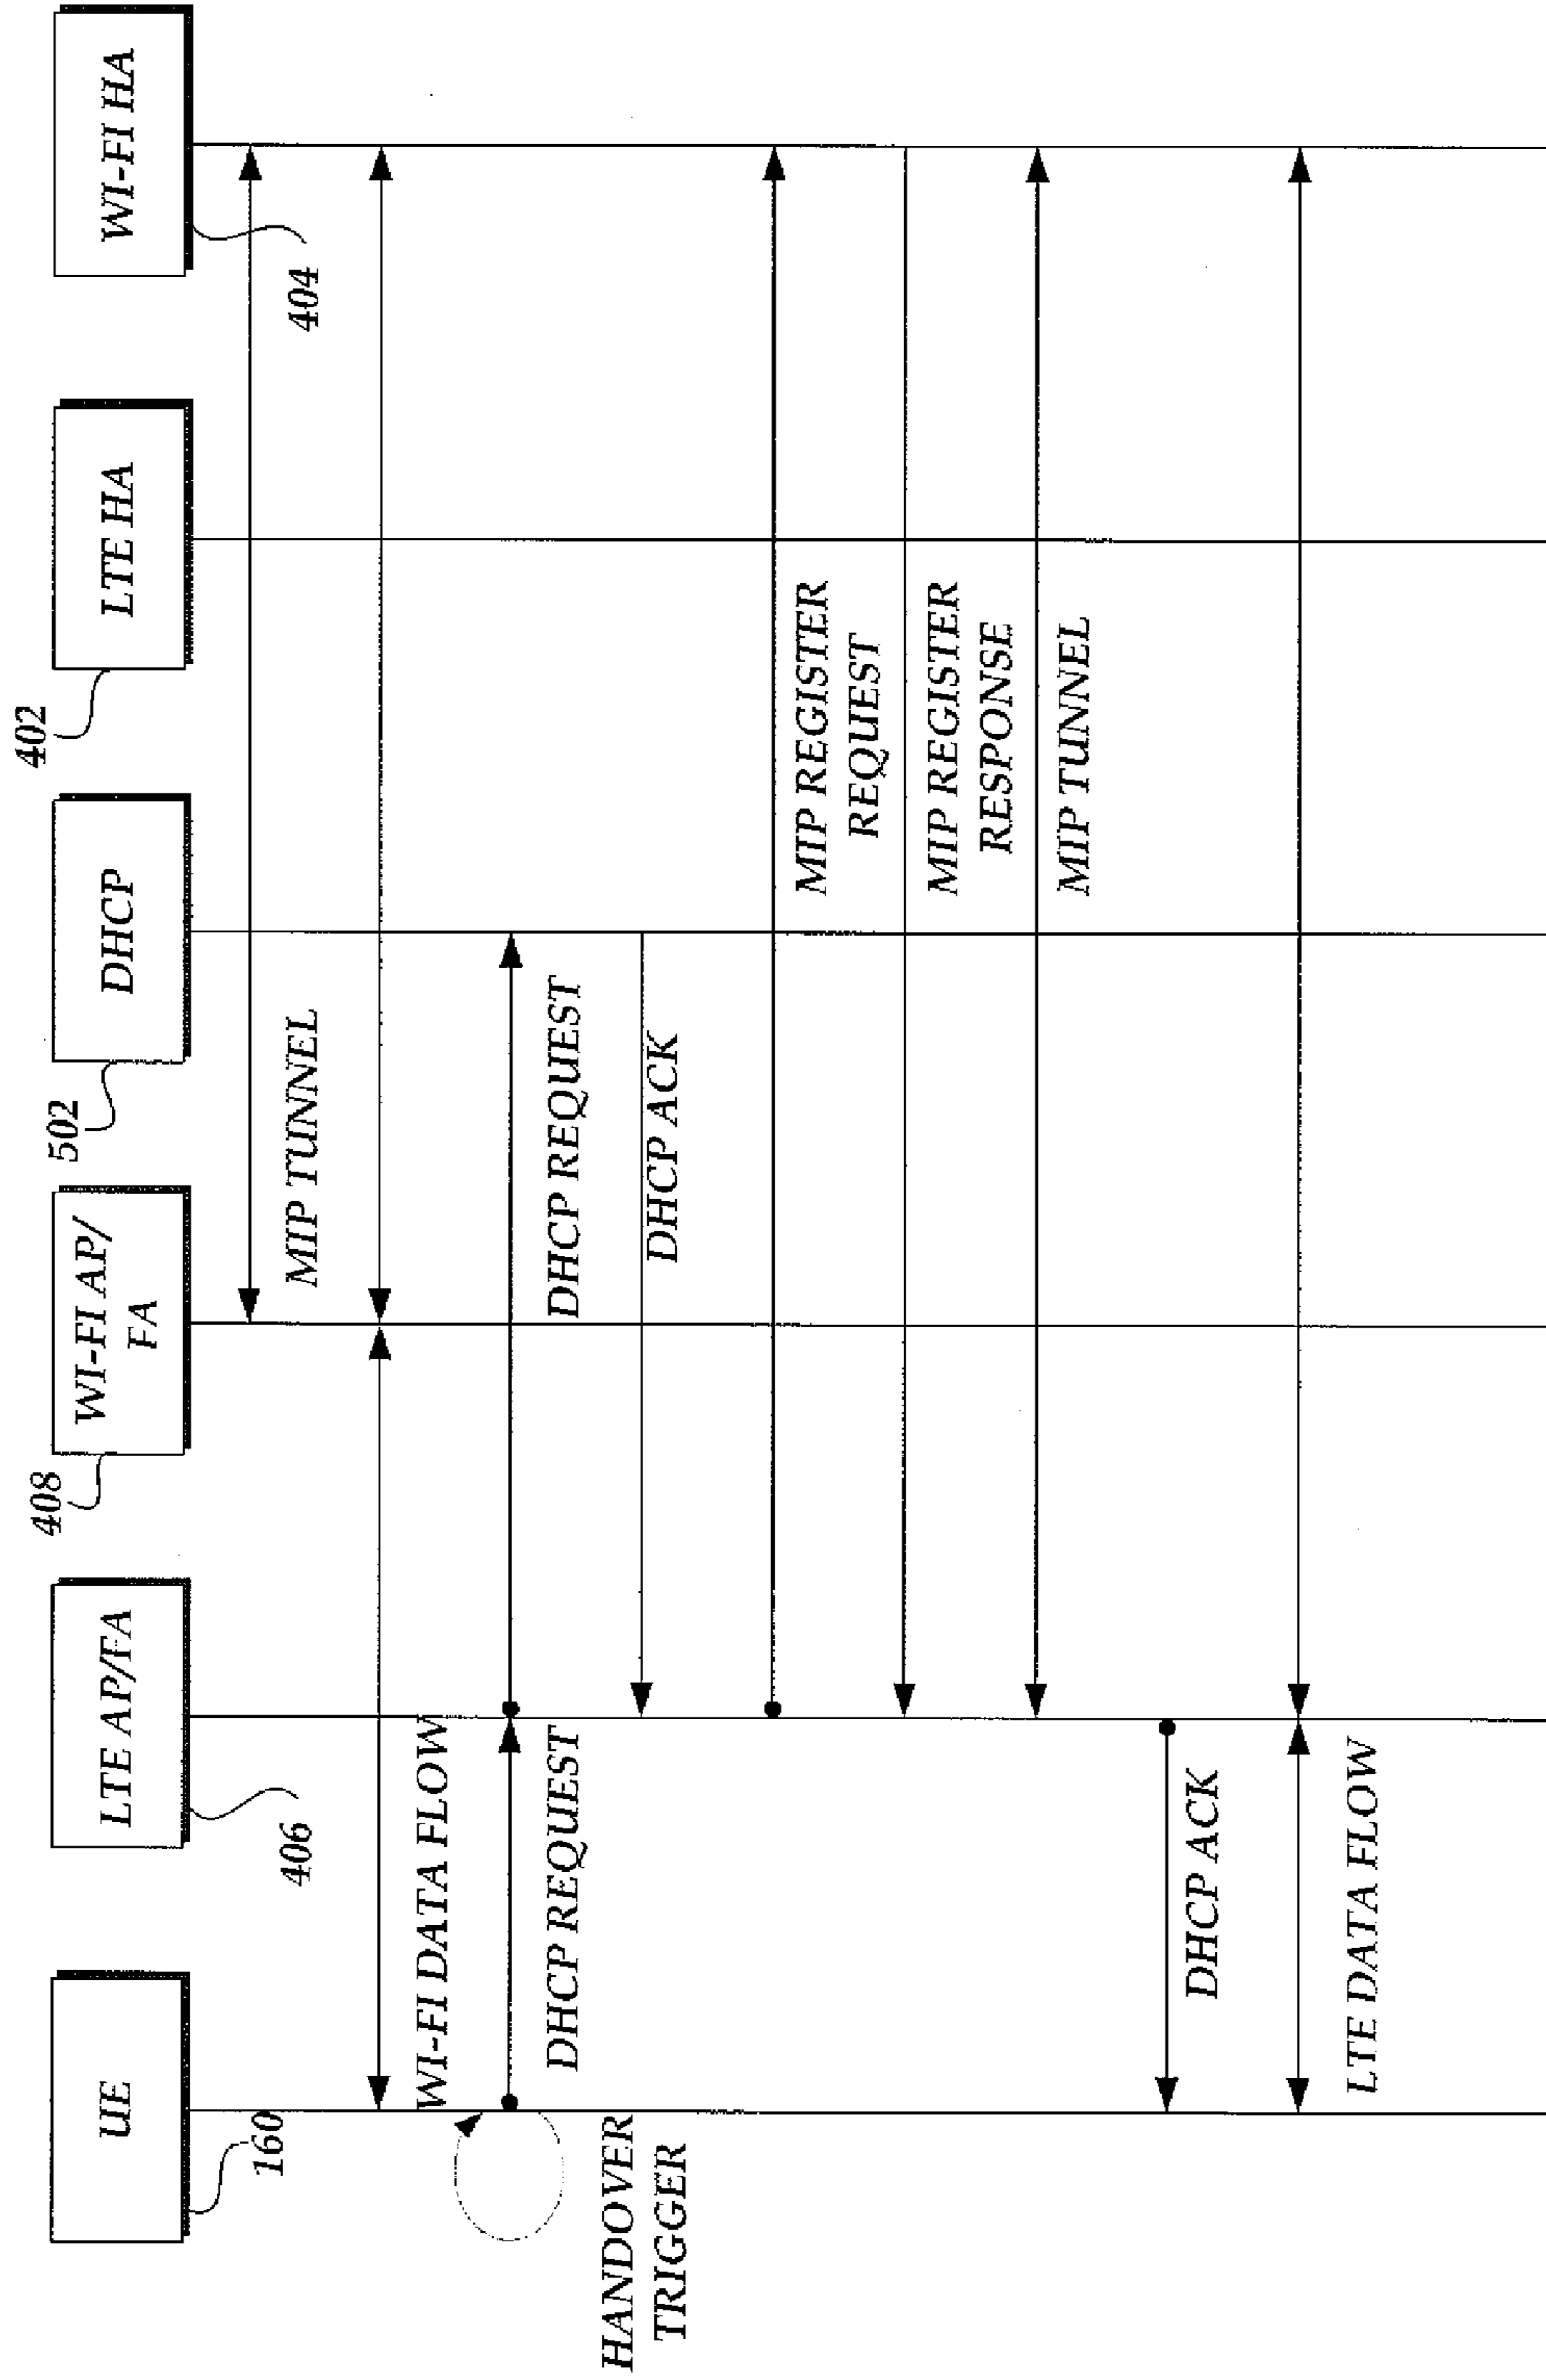 UE
LTE AP/FA
WI-FI AP/
FA
DHCP
LTE HA
WI-FI HA
160
406
408
502
402
404
MIP TUNNEL
WI-FI DATA FLOW
HANDOVER
TRIGGER
DHCP REQUEST
DHCP REQUEST
DHCP ACK
MIP REGISTER
REQUEST
MIP REGISTER
RESPONSE
MIP TUNNEL
DHCP ACK
LTE DATA FLOW